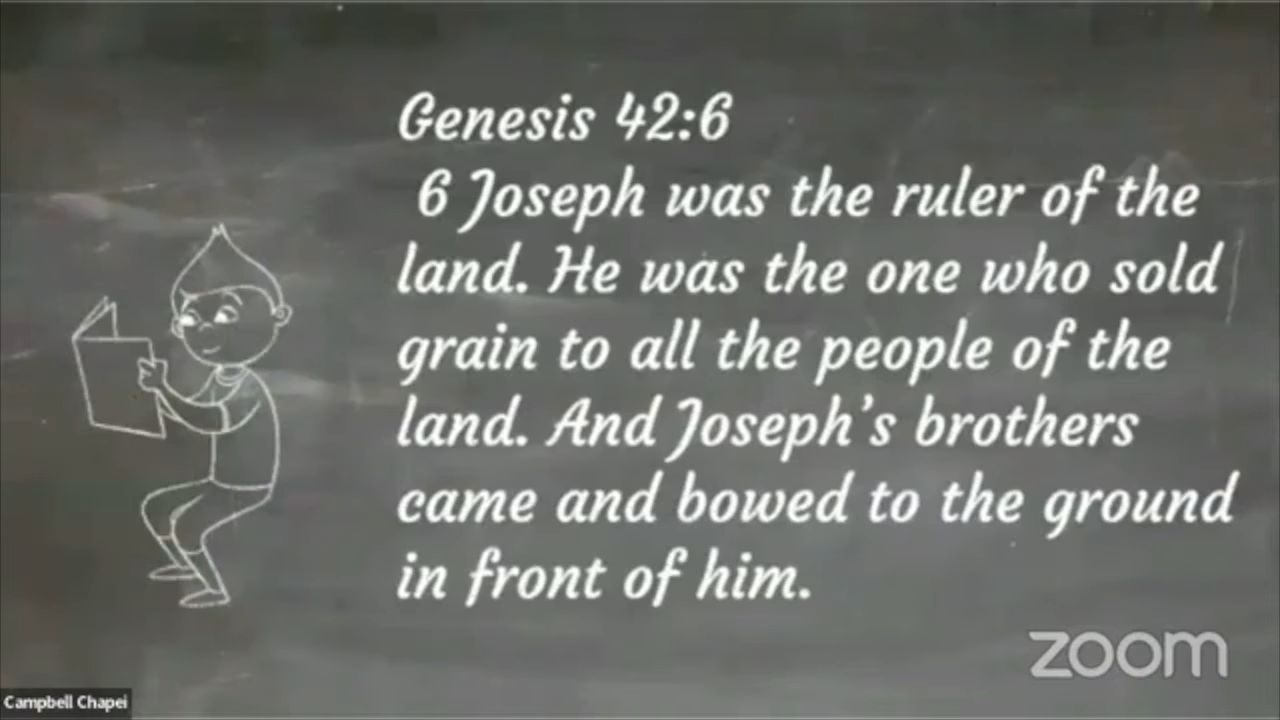 Genesis 42:6
6 Joseph was the ruler of the
land. He was the one who sold
grain to all the people of the
land. And Joseph’s brothers
came and bowed to the ground
in front of him.
zoom
Campbell Chapel